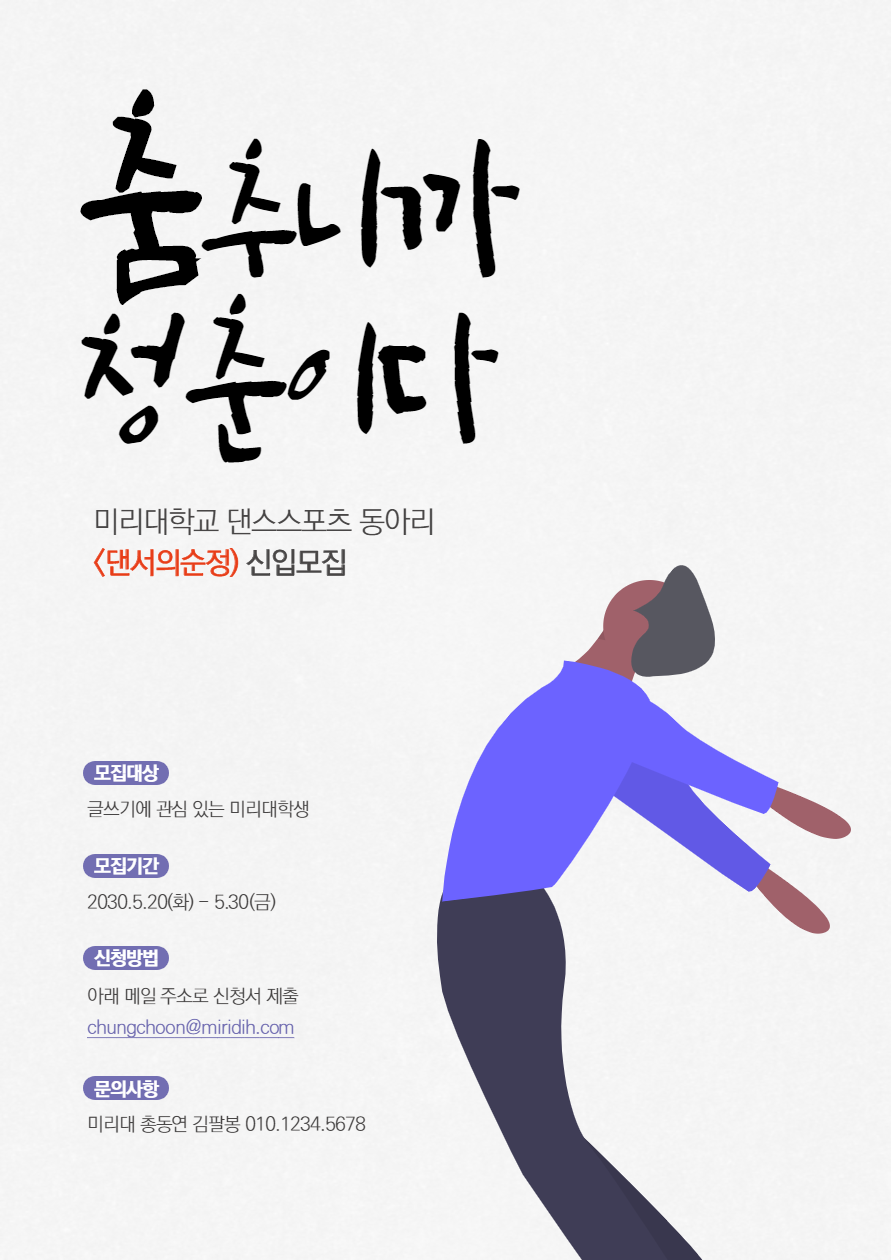 춤추니까
청춘이다
미리대학교 댄스스포츠 동아리
<댄서의순정) 신입모집
모집대상
글쓰기에 관심 있는 미리대학생
모집기간
2030.5.20(화) - 5.30(금)
신청방법
아래 메일 주소로 신청서 제출
chungchoon@miridih.com
문의사항
미리대 총동연 김팔봉 010.1234.5678